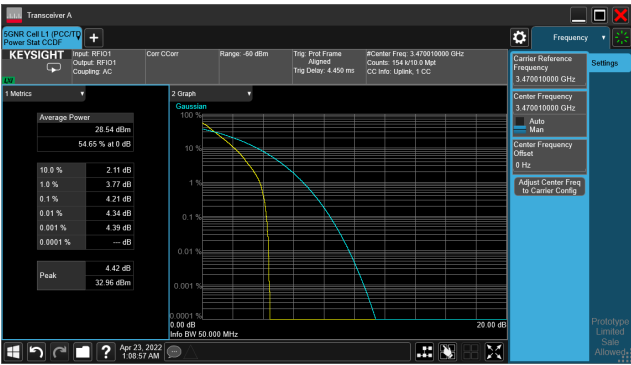 Transceiver A
5GNR Cell L1 (PCC/TD
Power Stat CCDF
KEYSIGHT
LVI
Input: RFIO1
Output: RFIO1
Coupling: AC
Corr CCorr
Range: -60 dBm
Trig: Prot Frame
Aligned
Trig Delay: 4.450 ms
#Center Freq: 3.470010000 GHz
Counts: 154 k/10.0 Mpt
CC Info: Uplink, 1 CC
1 Metrics
Average Power
28.54 dBm
54.65 % at 0 dB
10.0 % 2.11 dB
1.0 % 3.77 dB
0.1 % 4.21 dB
0.01 % 4.34 dB
0.001 % 4.39 dB
0.0001 % --- dB
Peak
4.42 dB
32.96 dBm
2 Graph
Gaussian
100 %
10 %
1 %
0.1 %
0.01 %
0.001 %
0.0001 %
0.00 dB
20.00 dB
Info BW 50.000 MHz
Frequency
Settings
Carrier Reference
Frequency
3.470010000 GHz
Center Frequency
3.470010000 GHz
Auto
Man
Center Frequency
Offset
0 Hz
Adjust Center Freq
to Carrier Config
Prototype
Limited
Sale
Allowed
?
Apr 23, 2022
1:08:57 AM